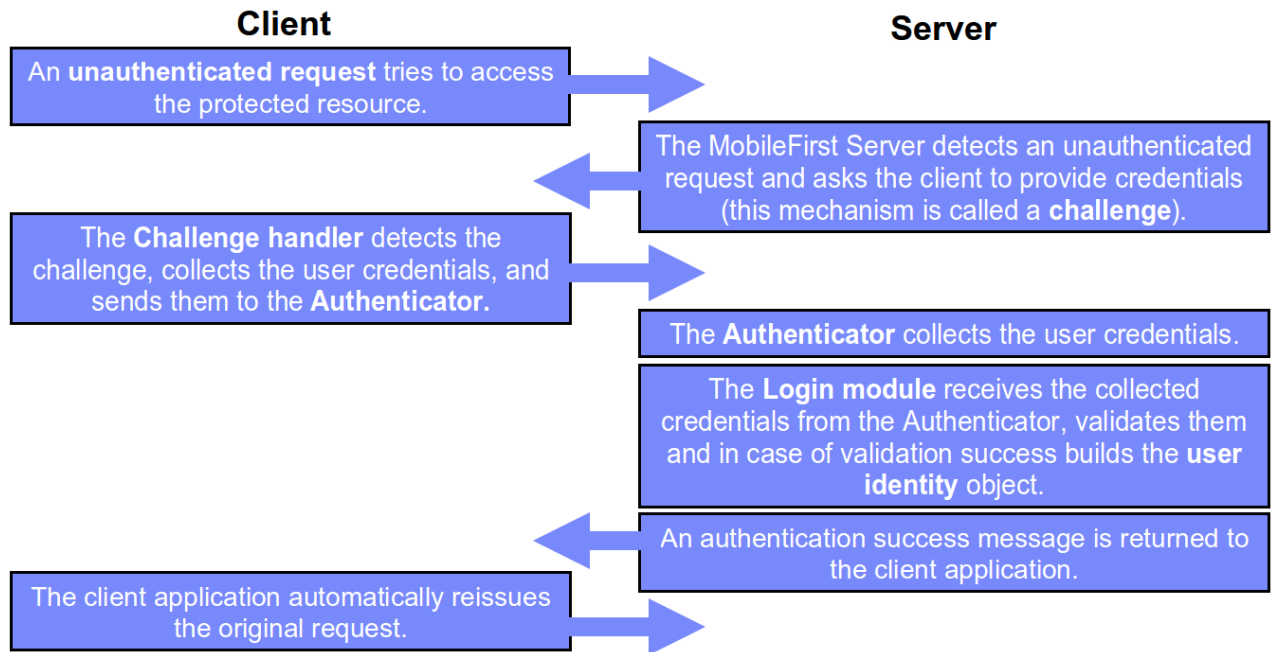 Client
Server
An unauthenticated request tries to access
the protected resource.
The MobileFirst Server detects an unauthenticated
request and asks the client to provide credentials
(this mechanism is called a challenge).
The Challenge handler detects the
challenge, collects the user credentials, and
sends them to the Authenticator.
The Authenticator collects the user credentials.
The Login module receives the collected
credentials from the Authenticator, validates them
and in case of validation success builds the user
identity object.
An authentication success message is returned to
the client application.
The client application automatically reissues
the original request.